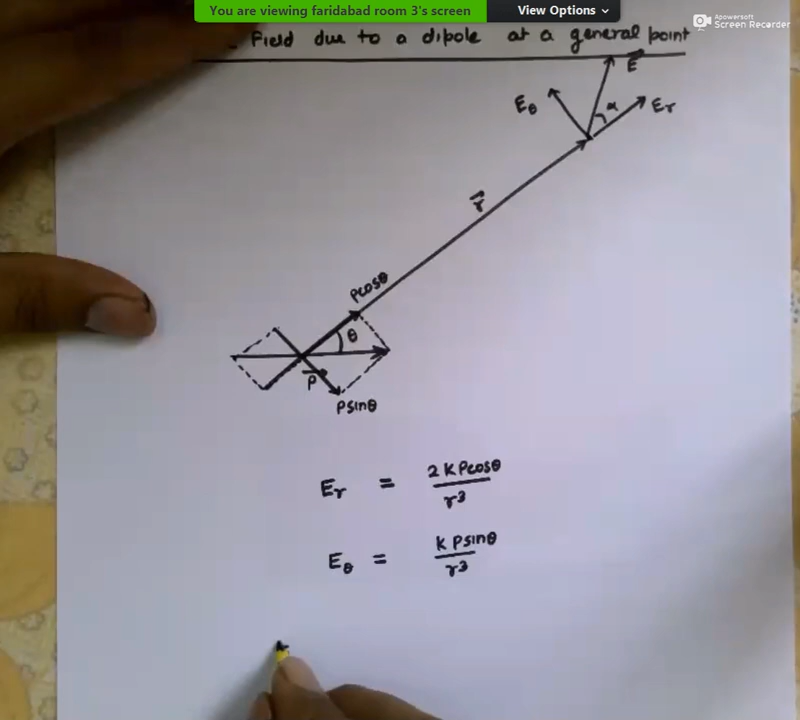 You are viewing faridabad room 3's screen
View Options
Apowersoft
Screen Recorder
Field due to a dipole at a general point
E⃗
Eθ
α
Er
r⃗
Pcosθ
θ
P⃗
Psinθ
Er = 2KPcosθ / r³
Eθ = KPsinθ / r³